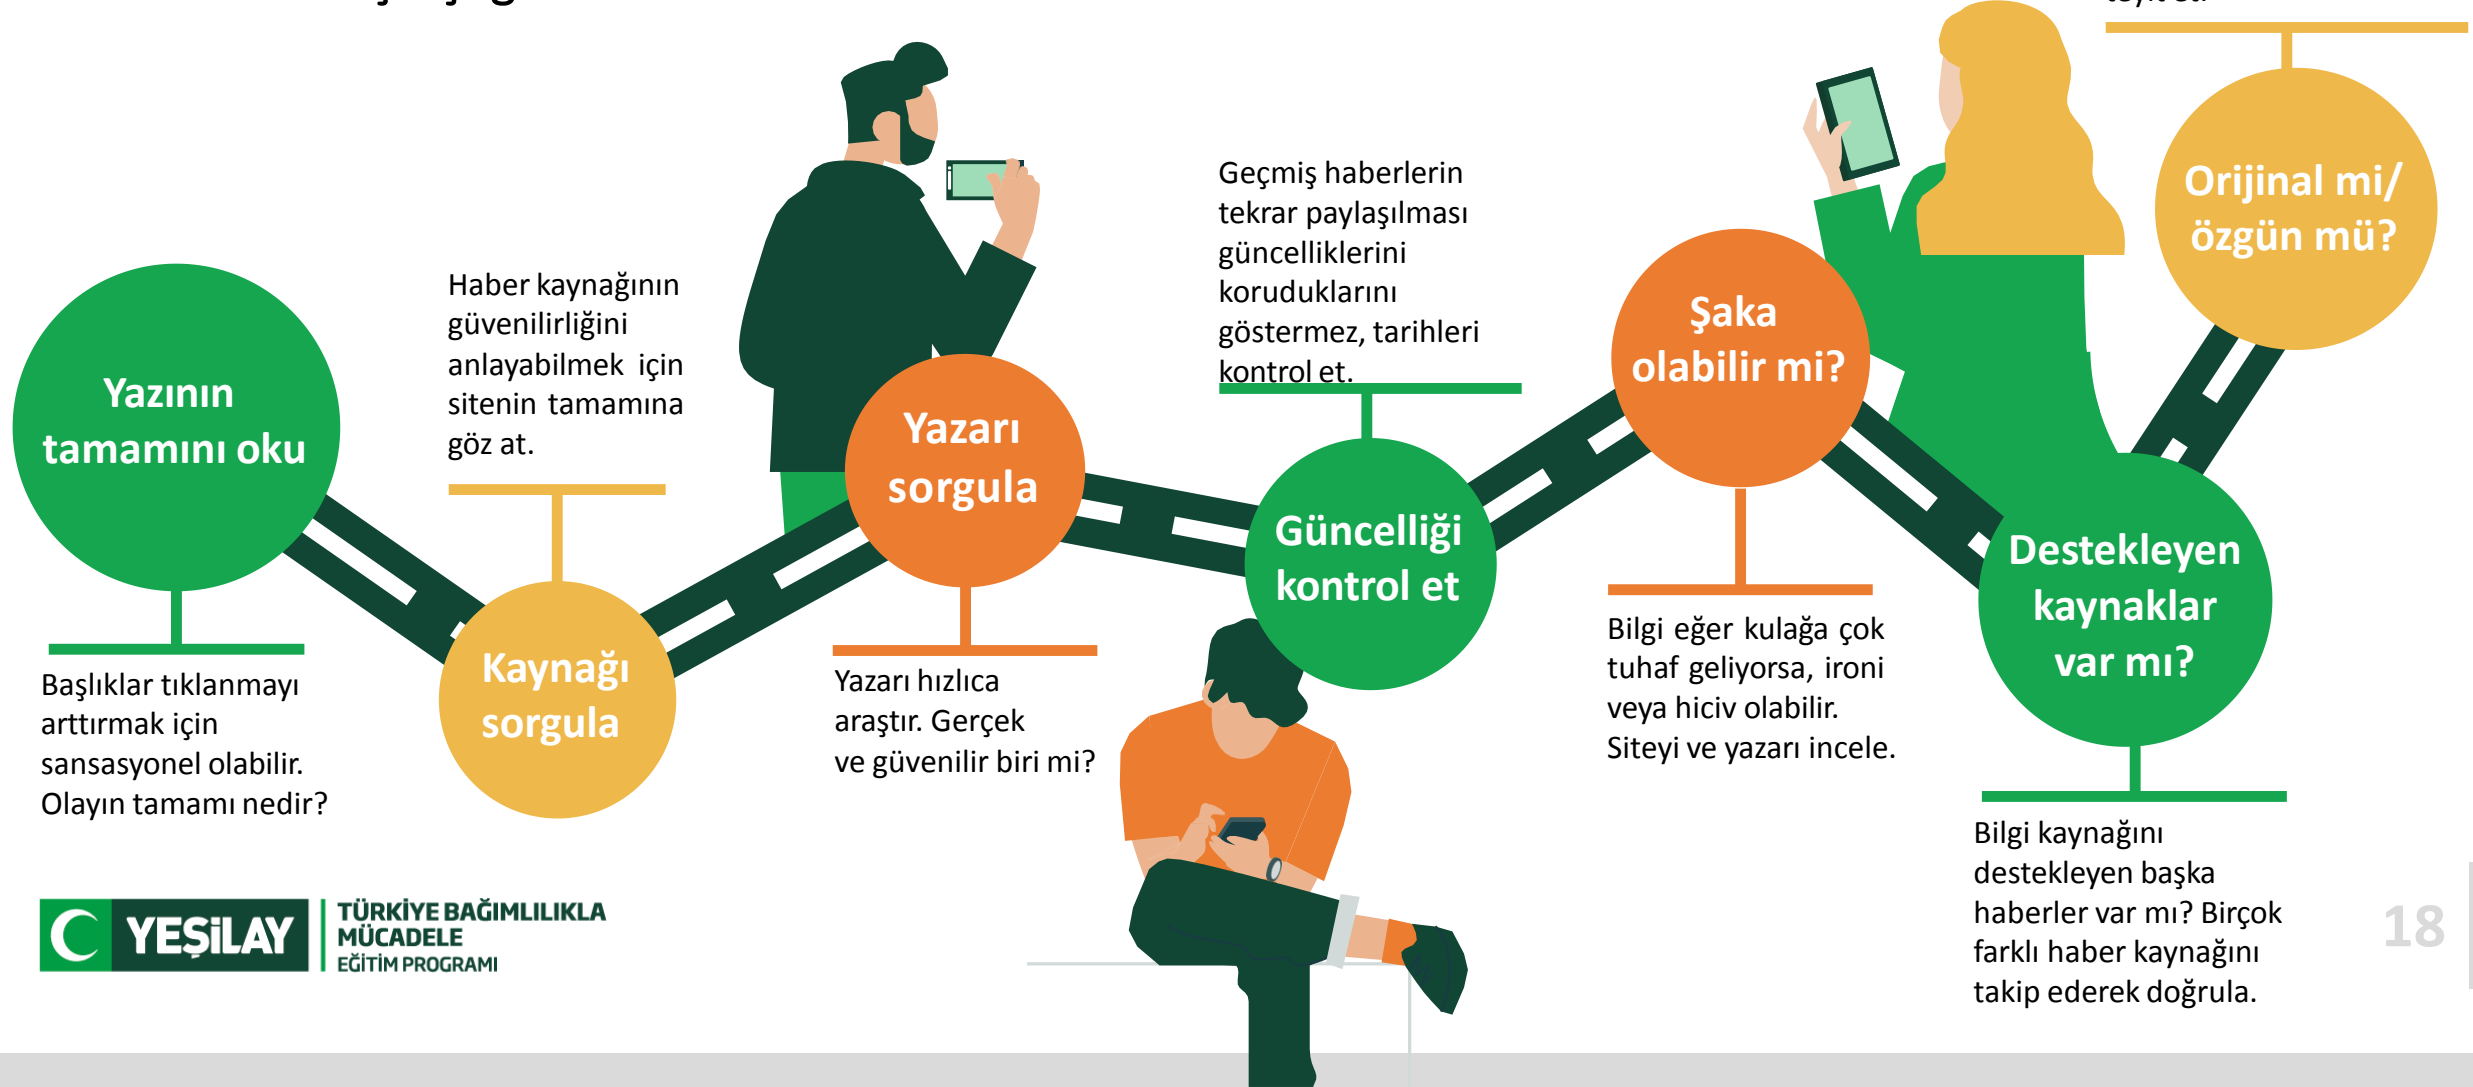 Yazının
tamamını oku
Başlıklar tıklanmayı
arttırmak için
sansasyonel olabilir.
Olayın tamamı nedir?
Haber kaynağının
güvenilirliğini
anlayabilmek için
sitenin tamamına
göz at.
Kaynağı
sorgula
Yazarı
sorgula
Yazarı hızlıca
araştır. Gerçek
ve güvenilir biri mi?
Geçmiş haberlerin
tekrar paylaşılması
güncelliklerini
koruduklarını
göstermez, tarihleri
kontrol et.
Güncelliği
kontrol et
Şaka
olabilir mi?
Bilgi eğer kulağa çok
tuhaf geliyorsa, ironi
veya hiciv olabilir.
Siteyi ve yazarı incele.
Destekleyen
kaynaklar
var mı?
Bilgi kaynağını
destekleyen başka
haberler var mı? Birçok
farklı haber kaynağını
takip ederek doğrula.
Orijinal mi/
özgün mü?
YEŞİLAY
TÜRKİYE BAĞIMLILIKLA
MÜCADELE
EĞİTİM PROGRAMI
18